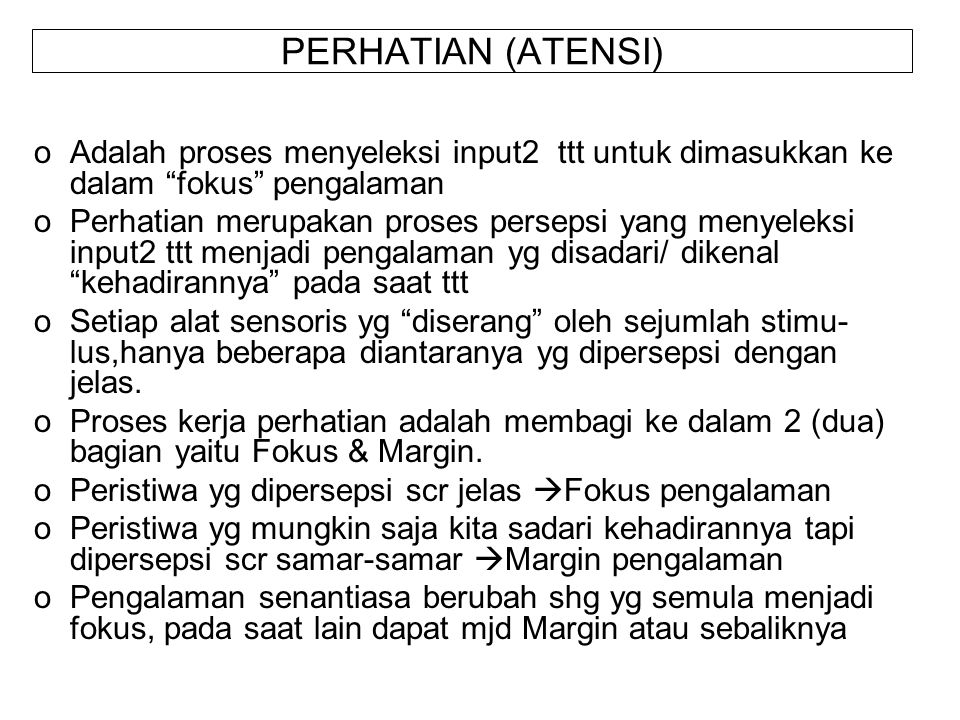 PERHATIAN (ATENSI)
o Adalah proses menyeleksi input2 ttt untuk dimasukkan ke
dalam “fokus” pengalaman
o Perhatian merupakan proses persepsi yang menyeleksi
input2 ttt menjadi pengalaman yg disadari/ dikenal
“kehadirannya” pada saat ttt
o Setiap alat sensoris yg “diserang” oleh sejumlah stimu-
lus,hanya beberapa diantaranya yg dipersepsi dengan
jelas.
o Proses kerja perhatian adalah membagi ke dalam 2 (dua)
bagian yaitu Fokus & Margin.
o Peristiwa yg dipersepsi scr jelas →Fokus pengalaman
o Peristiwa yg mungkin saja kita sadari kehadirannya tapi
dipersepsi scr samar-samar →Margin pengalaman
o Pengalaman senantiasa berubah shg yg semula menjadi
fokus, pada saat lain dapat mjd Margin atau sebaliknya